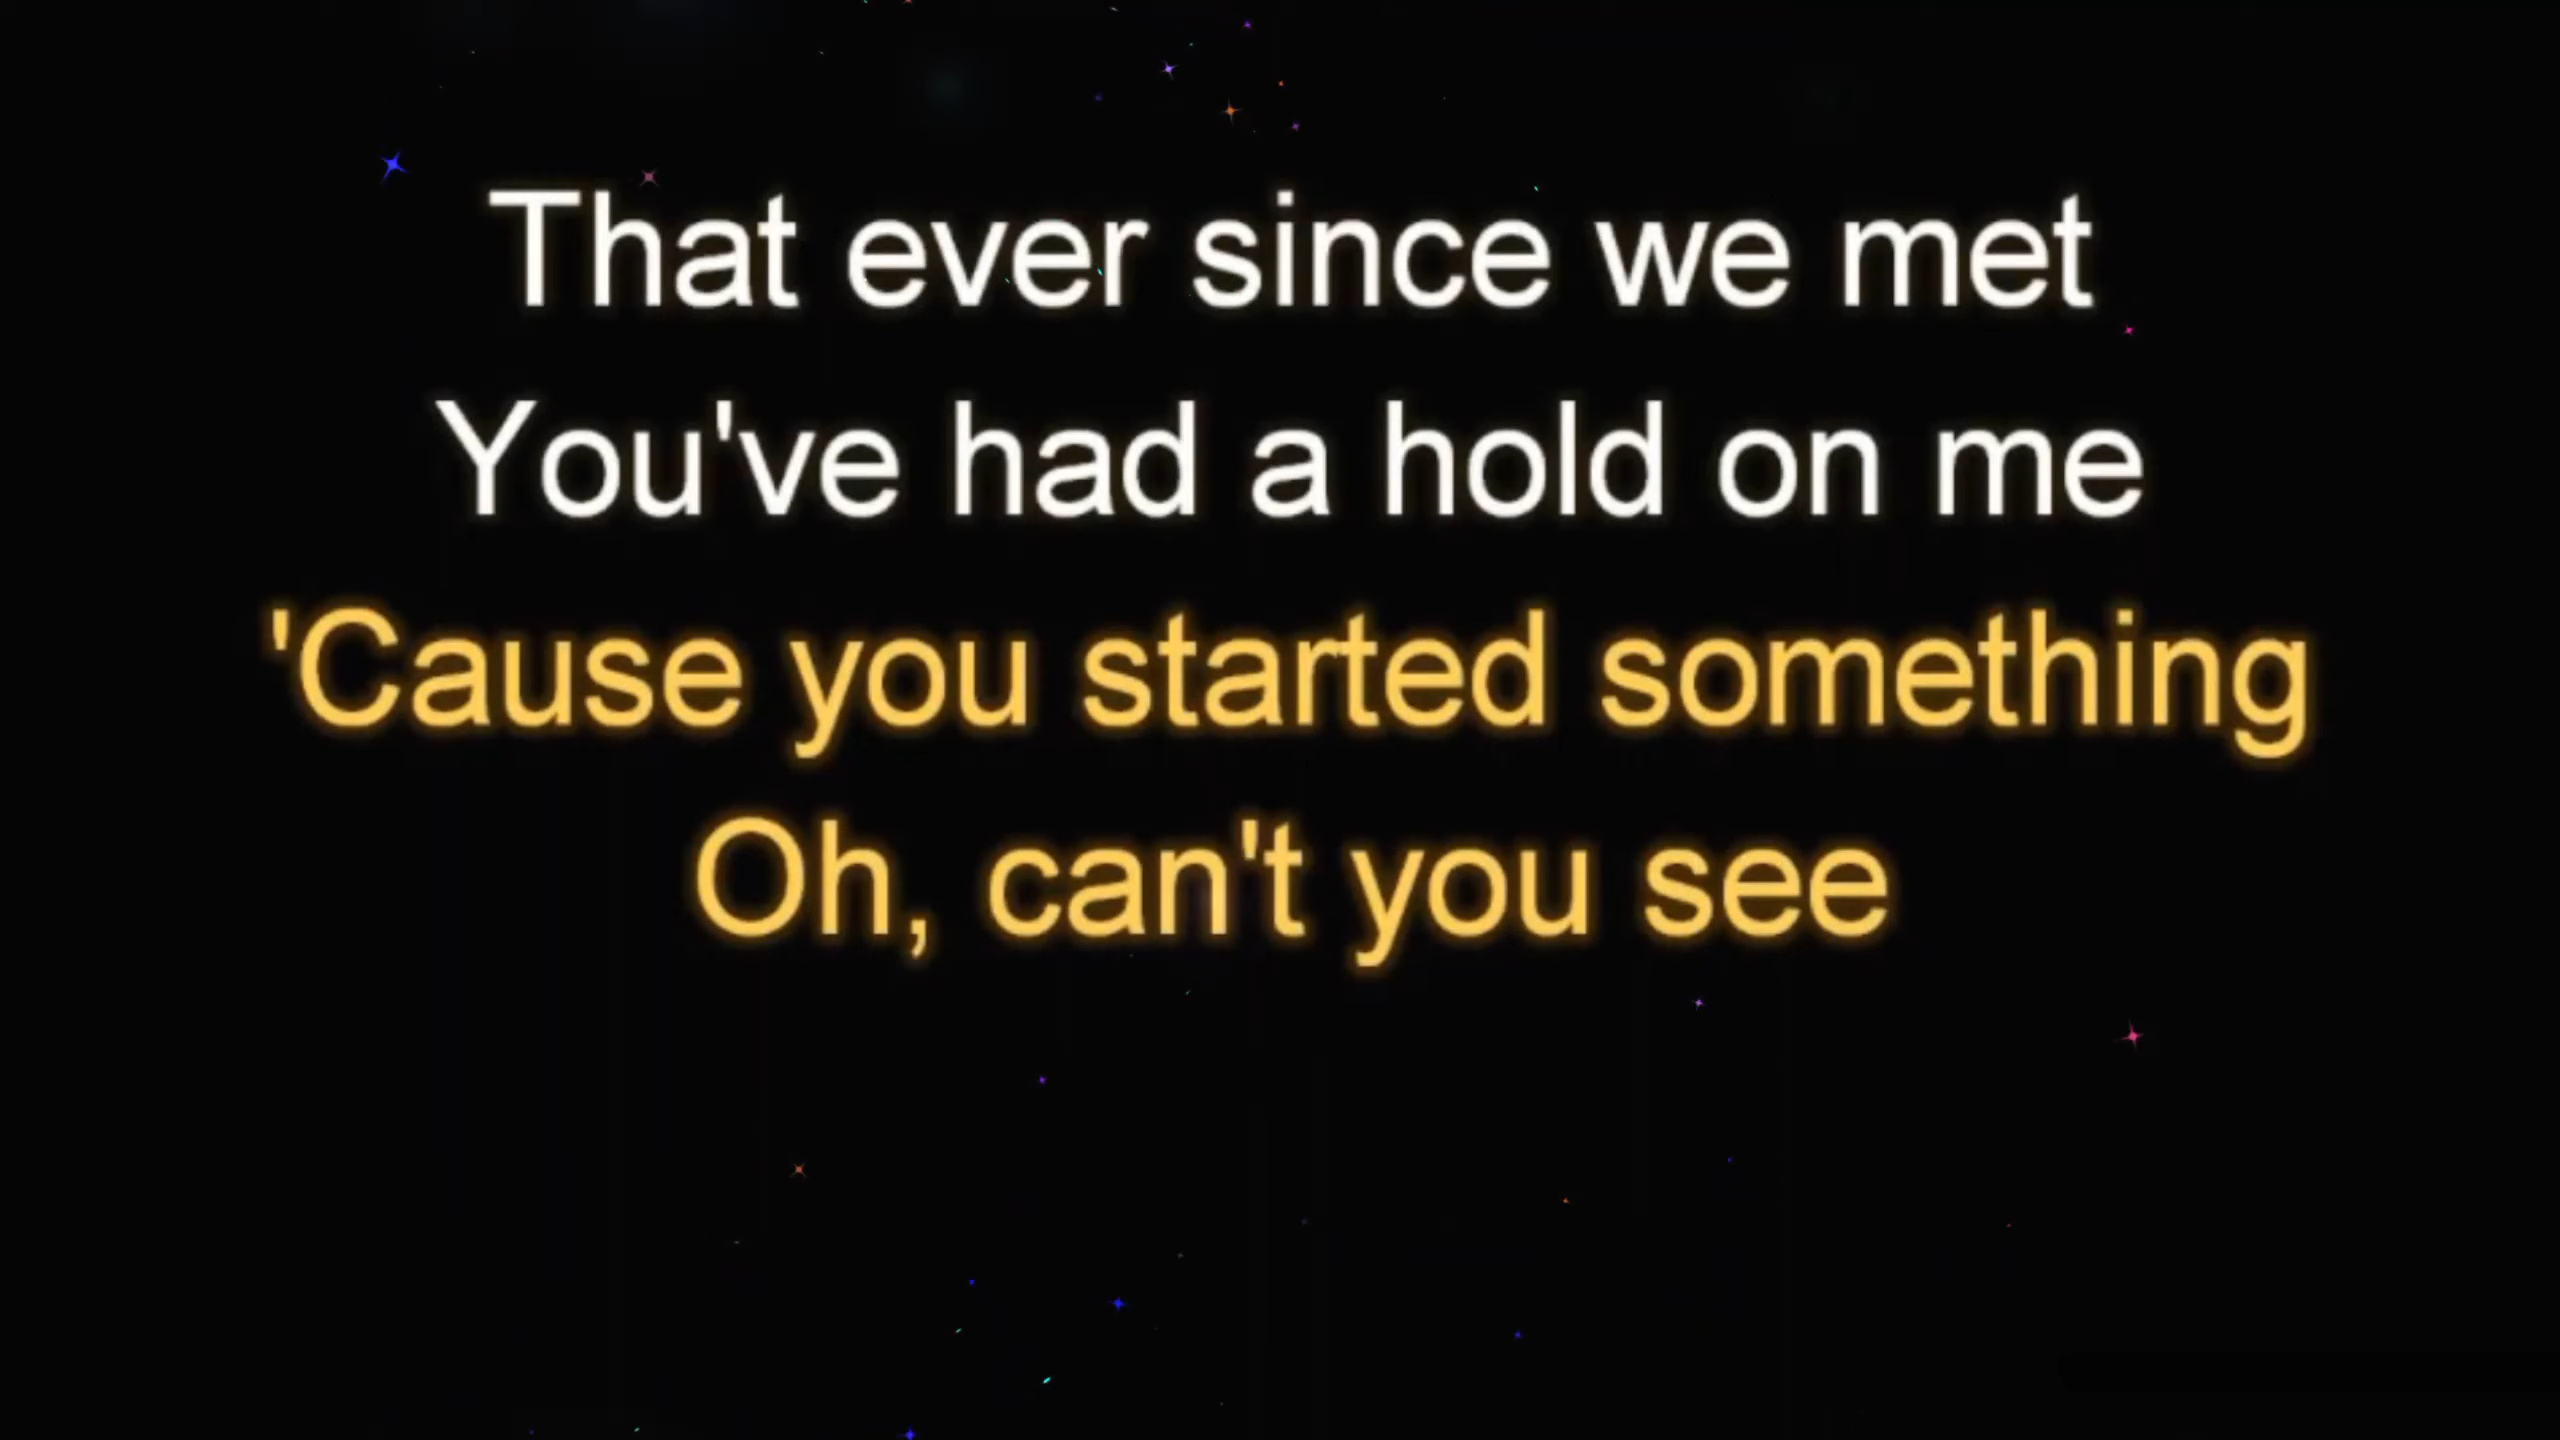 That ever since we met
You've had a hold on me
'Cause you started something
Oh, can't you see